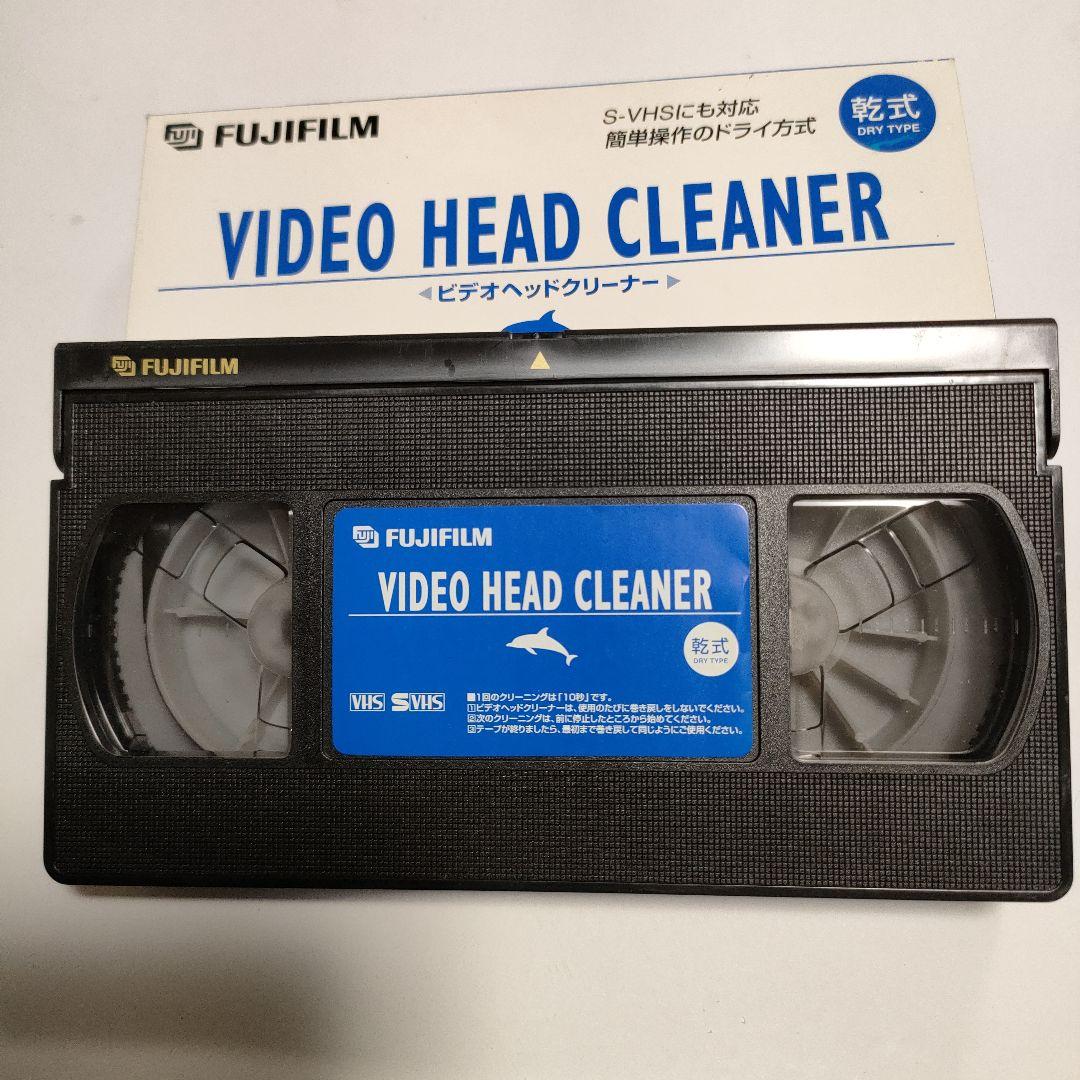 FUJI FUJIFILM
S-VHSにも対応
簡単操作のドライ方式
乾式
DRY TYPE
VIDEO HEAD CLEANER
ビデオヘッドクリーナー
FUJI FUJIFILM
FUJI FUJIFILM
VIDEO HEAD CLEANER
乾式
DRY TYPE
VHS SVHS
■1回のクリーニングは「10秒」です。
1ビデオヘッドクリーナーは、使用のたびに巻き戻しをしないでください。
2次のクリーニングは、前に停止したところから始めてください。
3テープが終りましたら、最初まで巻き戻して同じようにご使用ください。